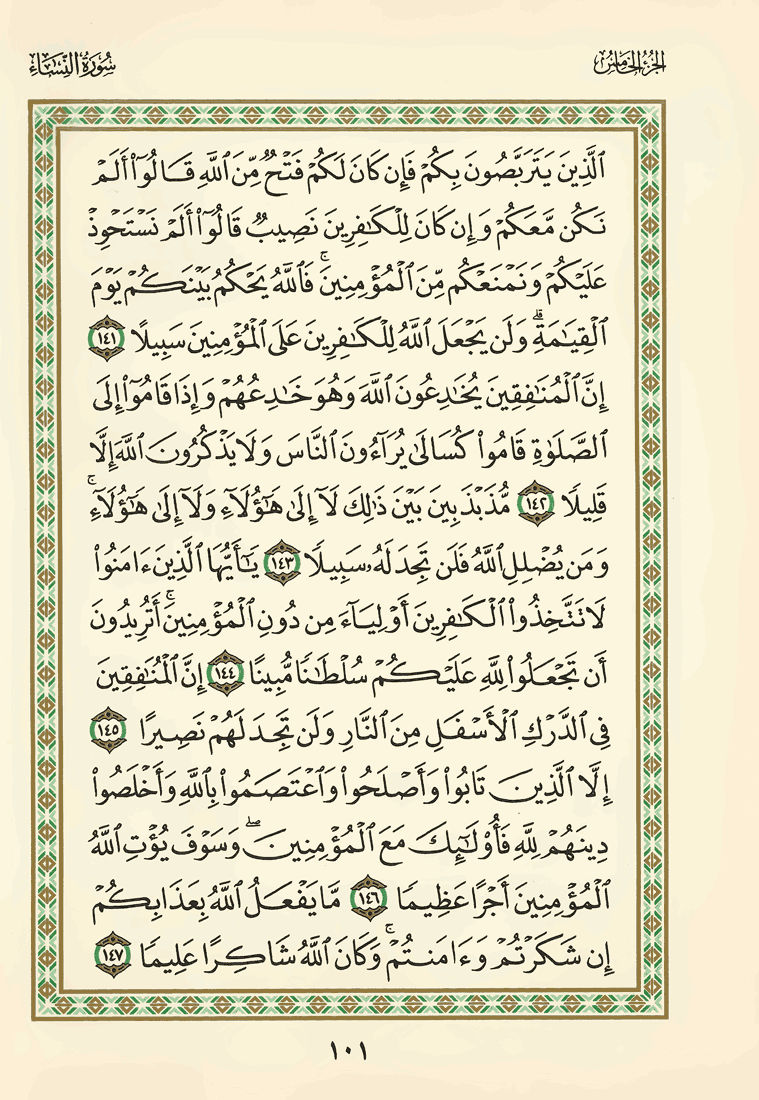 الجزء الخامس
سورة النساء
ٱلَّذِينَ يَتَرَبَّصُونَ بِكُمْ فَإِن كَانَ لَكُمْ فَتْحٌ مِّنَ ٱللَّهِ قَالُوٓا۟ أَلَمْ
نَكُن مَّعَكُمْ وَإِن كَانَ لِلْكَٰفِرِينَ نَصِيبٌ قَالُوٓا۟ أَلَمْ نَسْتَحْوِذْ
عَلَيْكُمْ وَنَمْنَعْكُم مِّنَ ٱلْمُؤْمِنِينَ ۚ فَٱللَّهُ يَحْكُمُ بَيْنَكُمْ يَوْمَ
ٱلْقِيَٰمَةِ ۗ وَلَن يَجْعَلَ ٱللَّهُ لِلْكَٰفِرِينَ عَلَى ٱلْمُؤْمِنِينَ سَبِيلًا ١٤١
إِنَّ ٱلْمُنَٰفِقِينَ يُخَٰدِعُونَ ٱللَّهَ وَهُوَ خَٰدِعُهُمْ وَإِذَا قَامُوٓا۟ إِلَى
ٱلصَّلَوٰةِ قَامُوا۟ كُسَالَىٰ يُرَآءُونَ ٱلنَّاسَ وَلَا يَذْكُرُونَ ٱللَّهَ إِلَّا
قَلِيلًا ١٤٢ مُّذَبْذَبِينَ بَيْنَ ذَٰلِكَ لَآ إِلَىٰ هَٰٓؤُلَآءِ وَلَآ إِلَىٰ هَٰٓؤُلَآءِ ۚ
وَمَن يُضْلِلِ ٱللَّهُ فَلَن تَجِدَ لَهُۥ سَبِيلًا ١٤٣ يَٰٓأَيُّهَا ٱلَّذِينَ ءَامَنُوا۟
لَا تَتَّخِذُوا۟ ٱلْكَٰفِرِينَ أَوْلِيَآءَ مِن دُونِ ٱلْمُؤْمِنِينَ ۚ أَتُرِيدُونَ
أَن تَجْعَلُوا۟ لِلَّهِ عَلَيْكُمْ سُلْطَٰنًا مُّبِينًا ١٤٤ إِنَّ ٱلْمُنَٰفِقِينَ
فِى ٱلدَّرْكِ ٱلْأَسْفَلِ مِنَ ٱلنَّارِ وَلَن تَجِدَ لَهُمْ نَصِيرًا ١٤٥
إِلَّا ٱلَّذِينَ تَابُوا۟ وَأَصْلَحُوا۟ وَٱعْتَصَمُوا۟ بِٱللَّهِ وَأَخْلَصُوا۟
دِينَهُمْ لِلَّهِ فَأُو۟لَٰٓئِكَ مَعَ ٱلْمُؤْمِنِينَ ۖ وَسَوْفَ يُؤْتِ ٱللَّهُ
ٱلْمُؤْمِنِينَ أَجْرًا عَظِيمًا ١٤٦ مَّا يَفْعَلُ ٱللَّهُ بِعَذَابِكُمْ
إِن شَكَرْتُمْ وَءَامَنتُمْ ۚ وَكَانَ ٱللَّهُ شَاكِرًا عَلِيمًا ١٤٧
١٠١